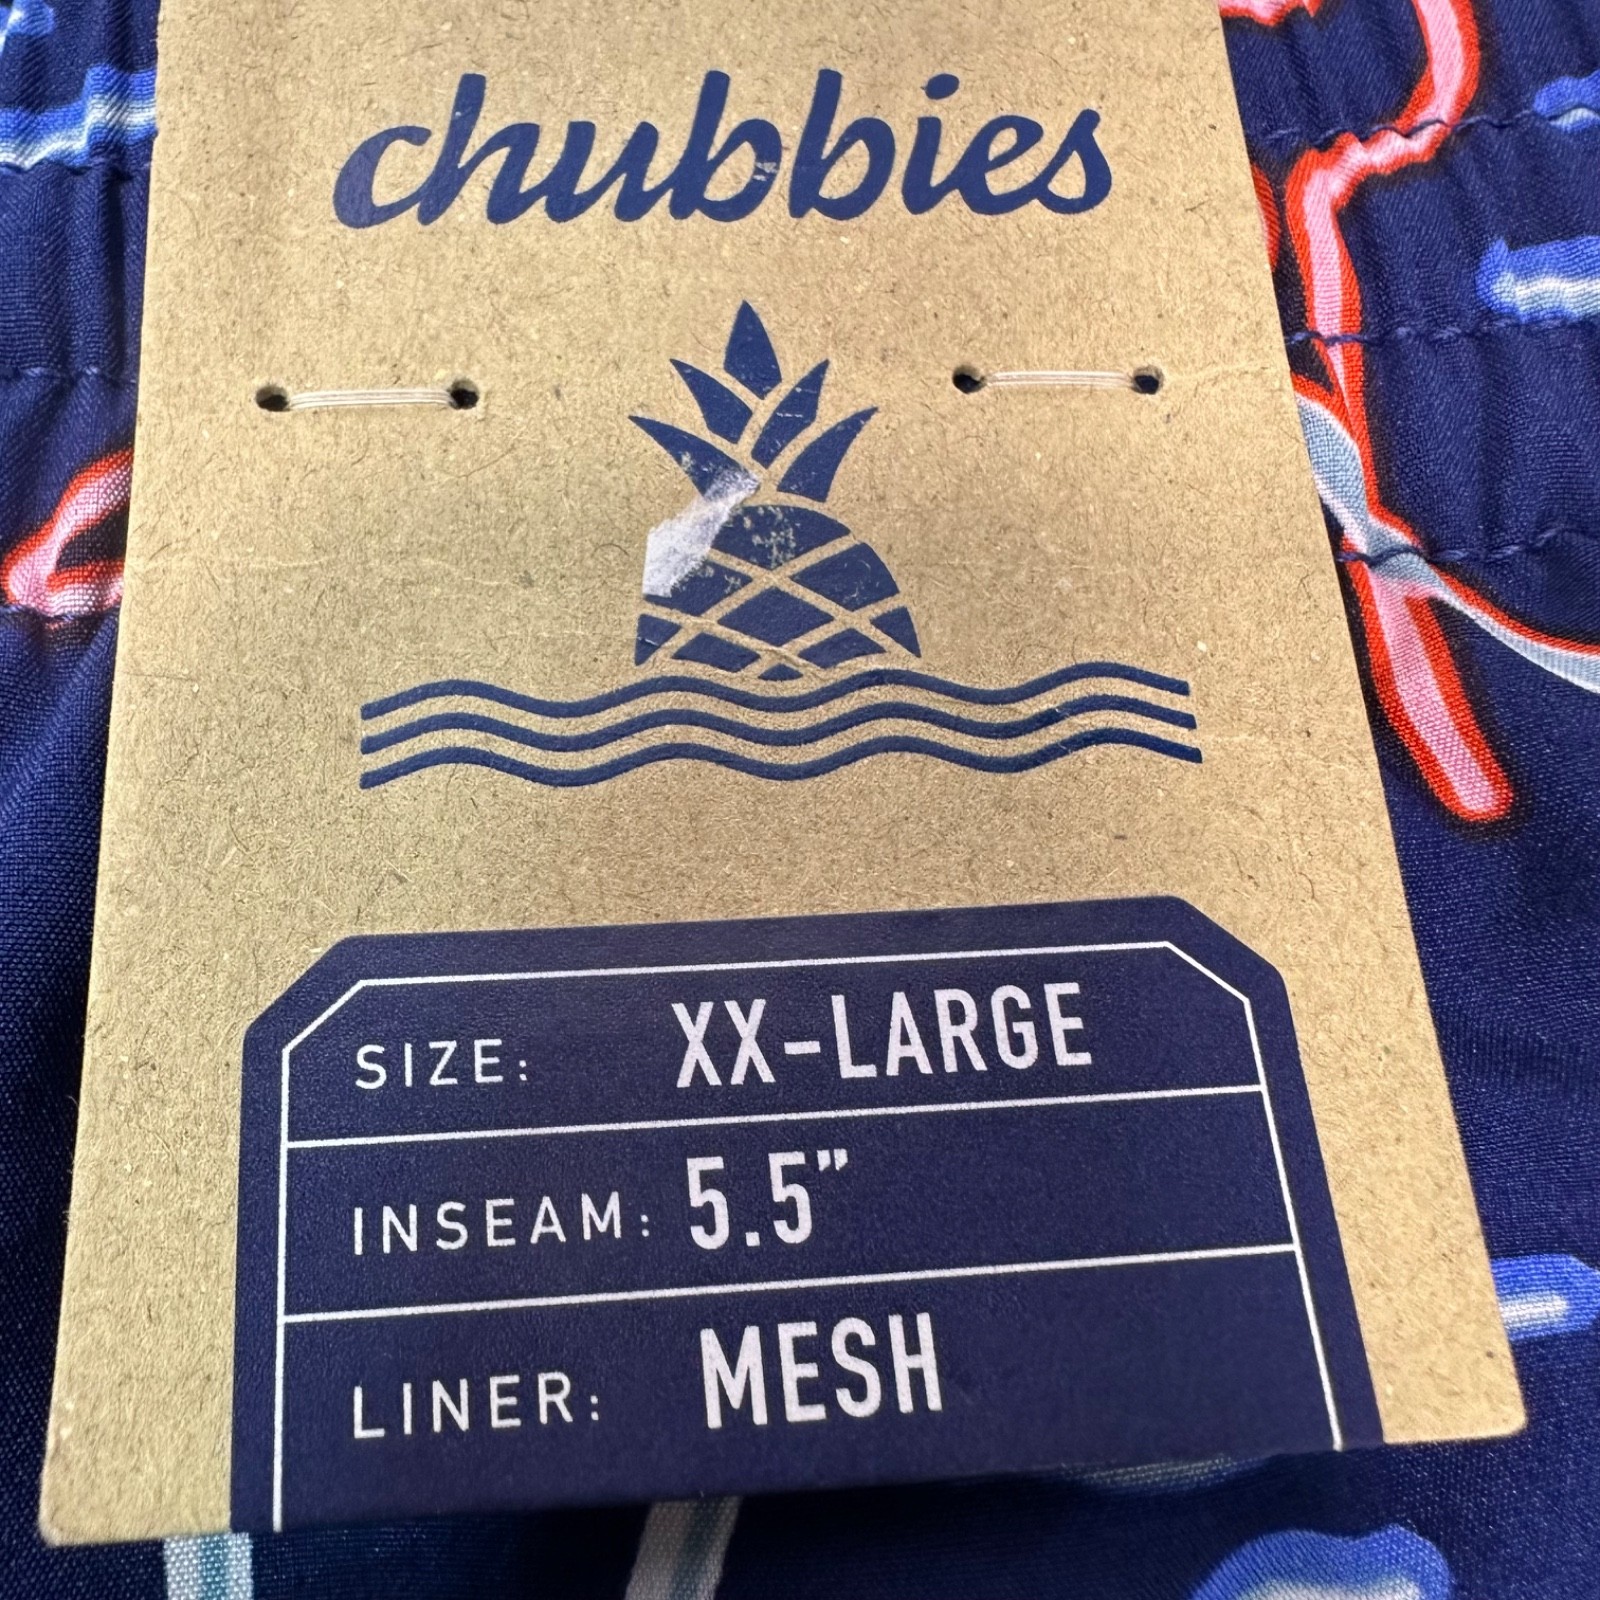 chubbies
SIZE: XX-LARGE
INSEAM: 5.5"
LINER: MESH